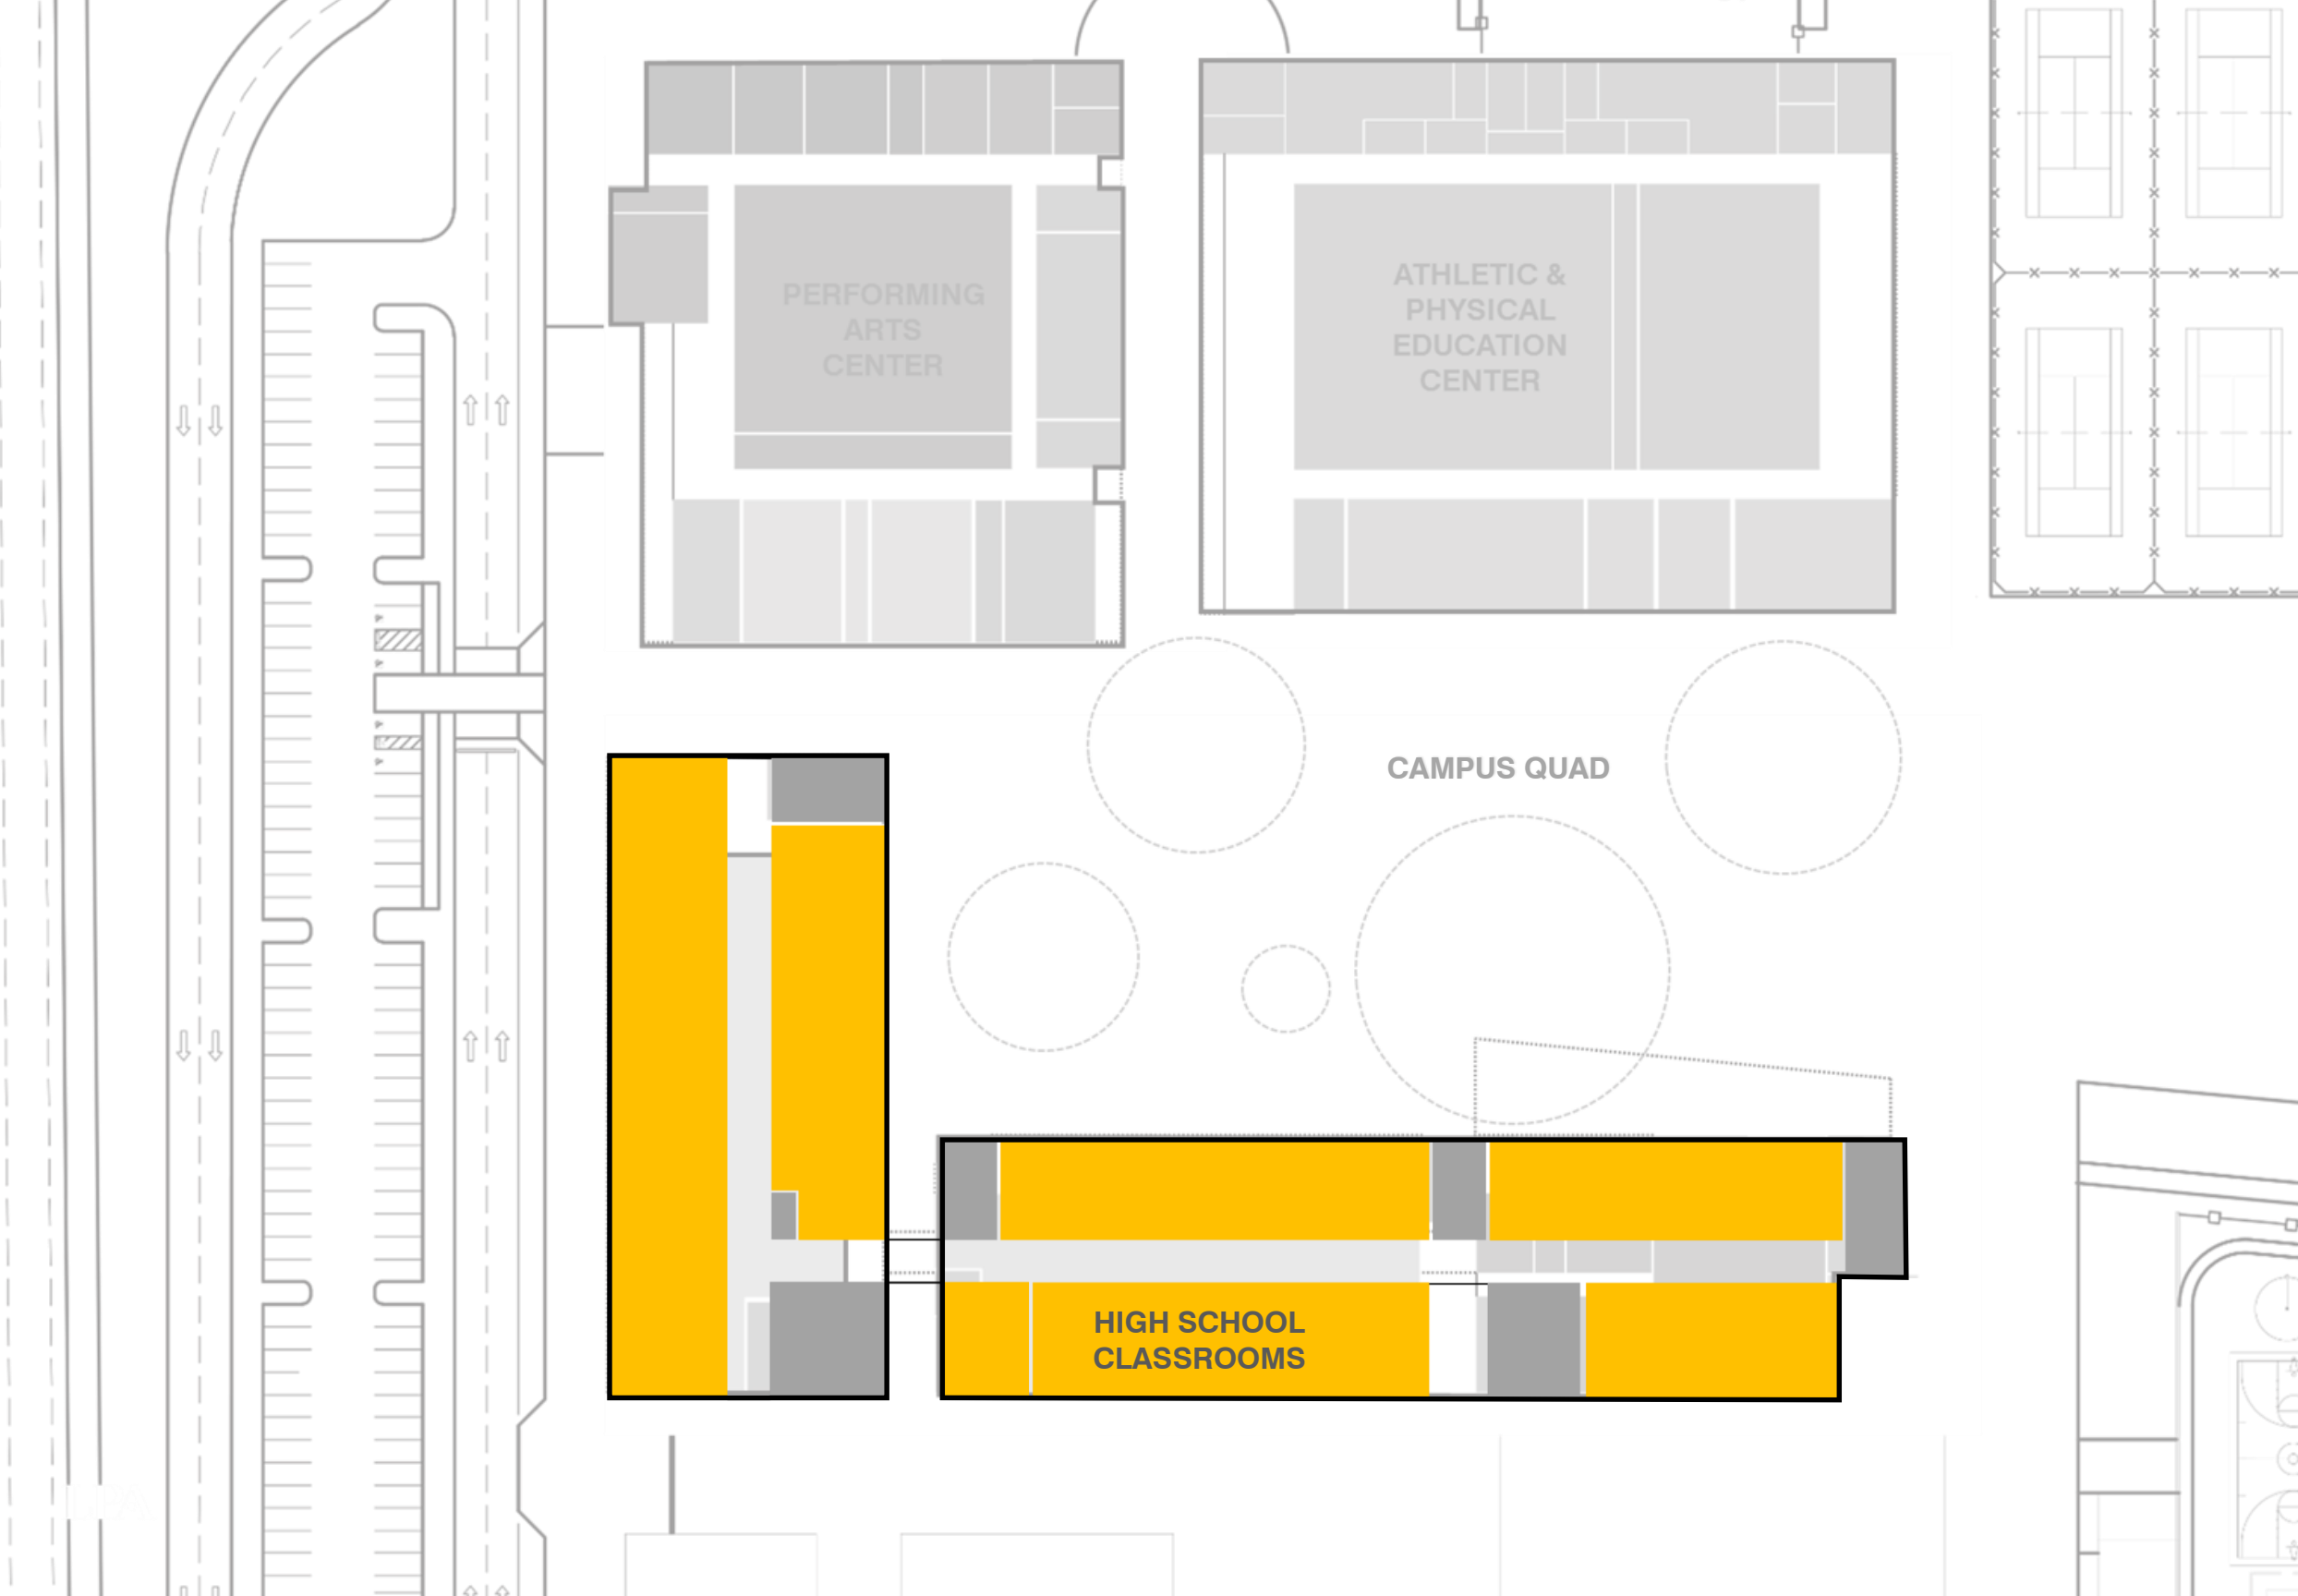 PERFORMING
ARTS
CENTER
ATHLETIC &
PHYSICAL
EDUCATION
CENTER
CAMPUS QUAD
HIGH SCHOOL
CLASSROOMS